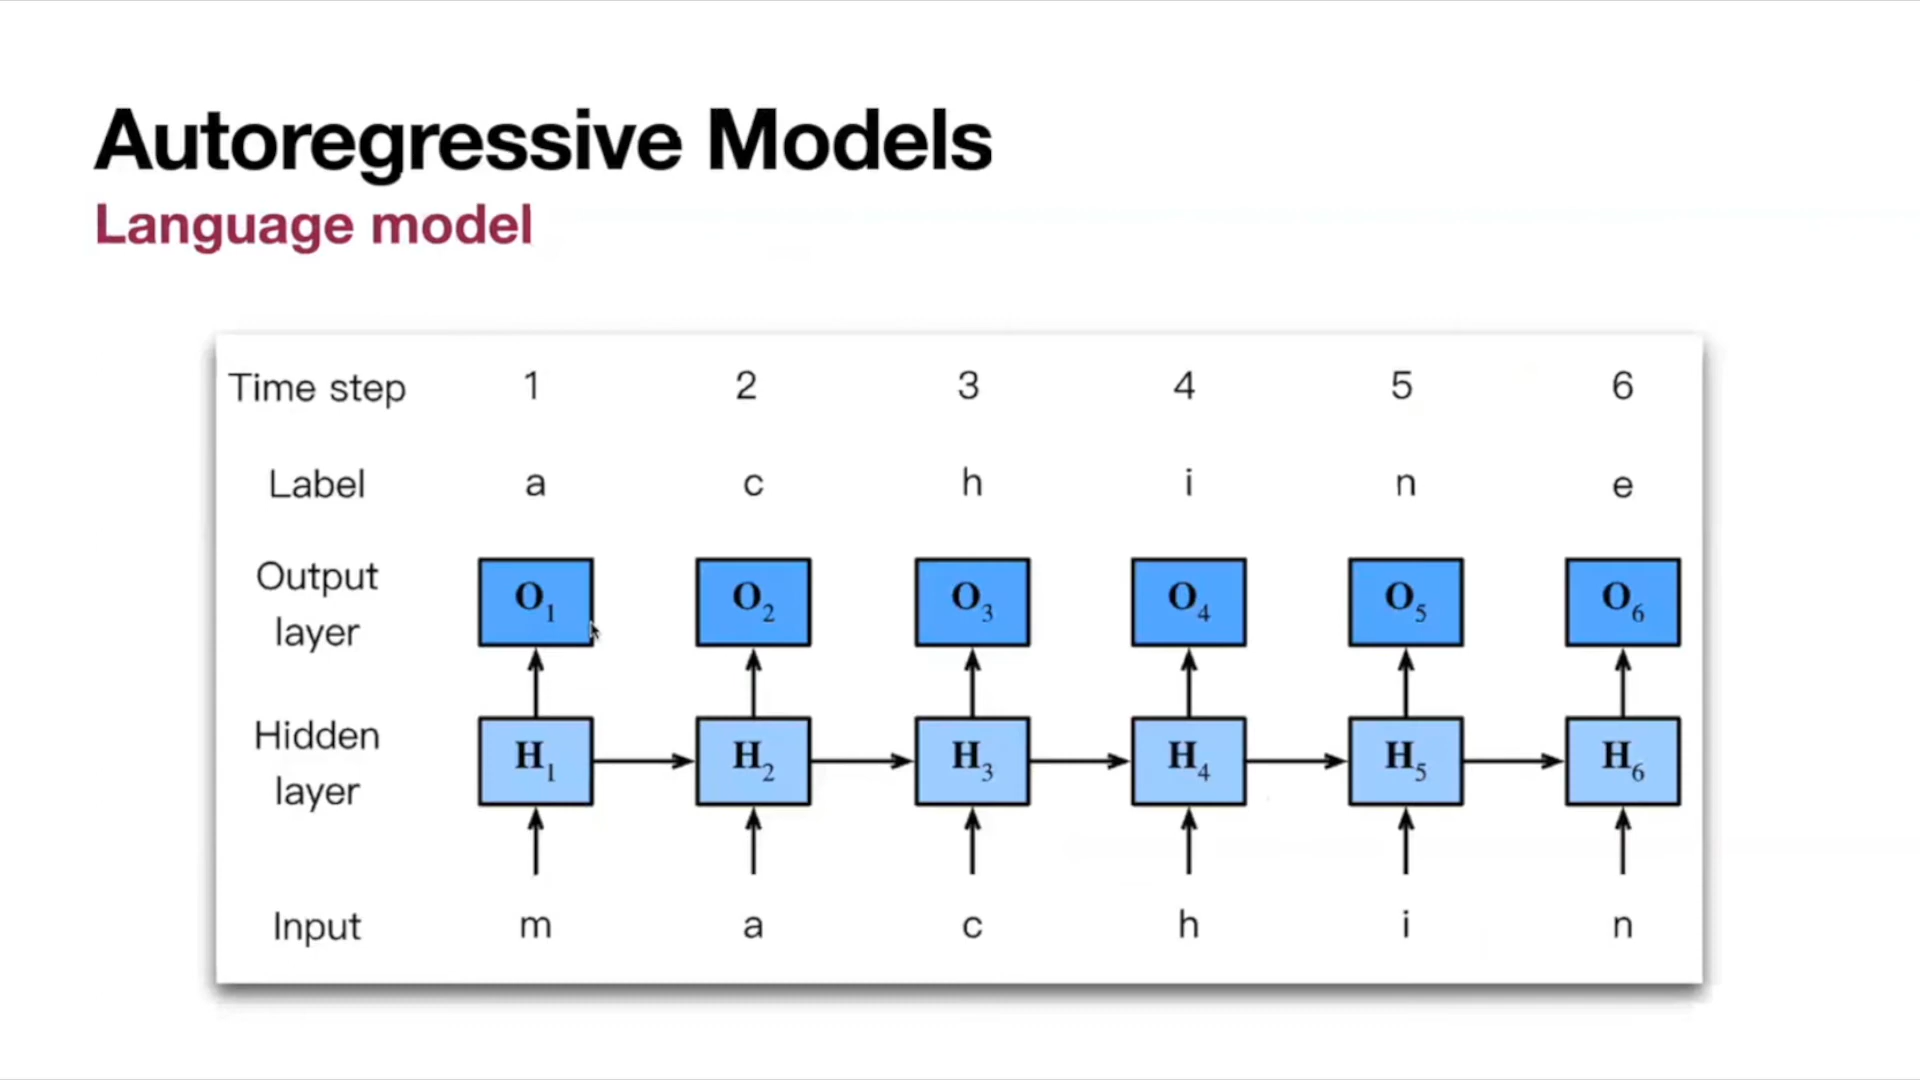 Autoregressive Models
Language model
Time step 1 2 3 4 5 6
Label a c h i n e
Output layer O1 O2 O3 O4 O5 O6
Hidden layer H1 H2 H3 H4 H5 H6
Input m a c h i n